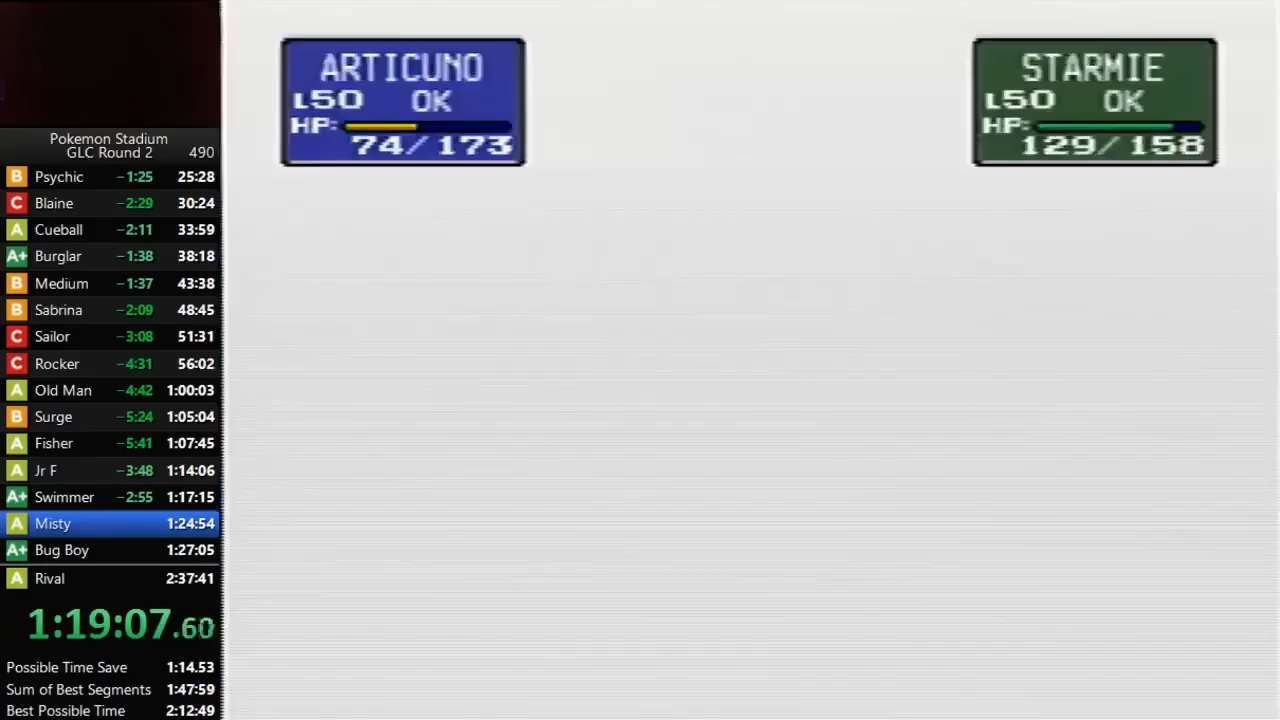 Pokemon Stadium
GLC Round 2 490
B Psychic −1:25 25:28
C Blaine −2:29 30:24
A Cueball −2:11 33:59
A+ Burglar −1:38 38:18
B Medium −1:37 43:38
B Sabrina −2:09 48:45
C Sailor −3:08 51:31
C Rocker −4:31 56:02
A Old Man −4:42 1:00:03
B Surge −5:24 1:05:04
A Fisher −5:41 1:07:45
A Jr F −3:48 1:14:06
A+ Swimmer −2:55 1:17:15
A Misty 1:24:54
A+ Bug Boy 1:27:05
A Rival 2:37:41
1:19:07.60
Possible Time Save 1:14.53
Sum of Best Segments 1:47:59
Best Possible Time 2:12:49
ARTICUNO
L50 OK
HP:
74/173
STARMIE
L50 OK
HP:
129/158